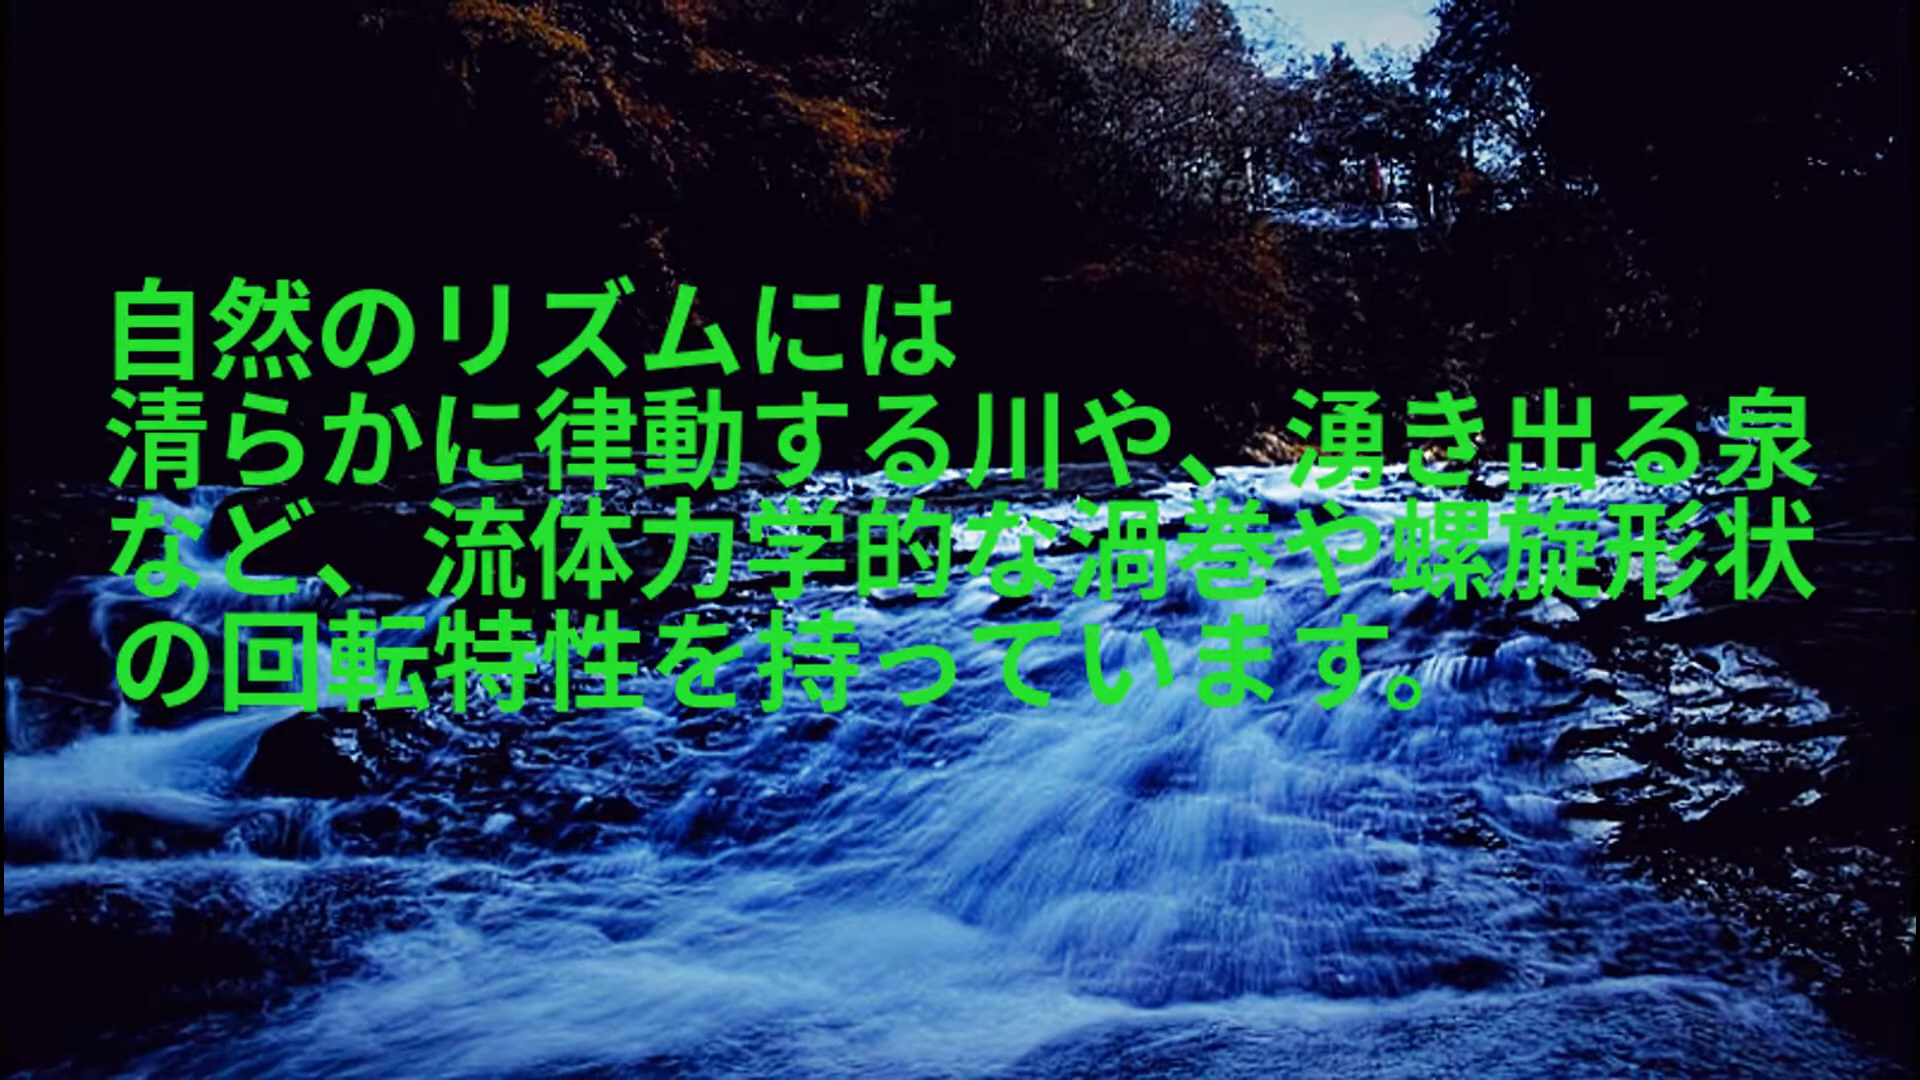 自然のリズムには
清らかに律動する川や、湧き出る泉
など、流体力学的な渦巻や螺旋形状
の回転特性を持っています。